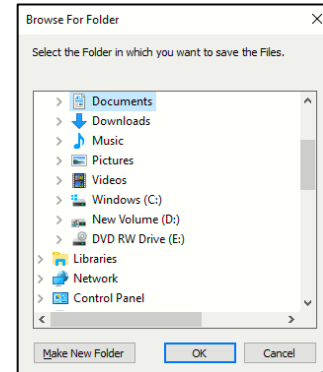 Browse For Folder
Select the Folder in which you want to save the Files.
Documents
Downloads
Music
Pictures
Videos
Windows (C:)
New Volume (D:)
DVD RW Drive (E:)
Libraries
Network
Control Panel
Make New Folder
OK
Cancel